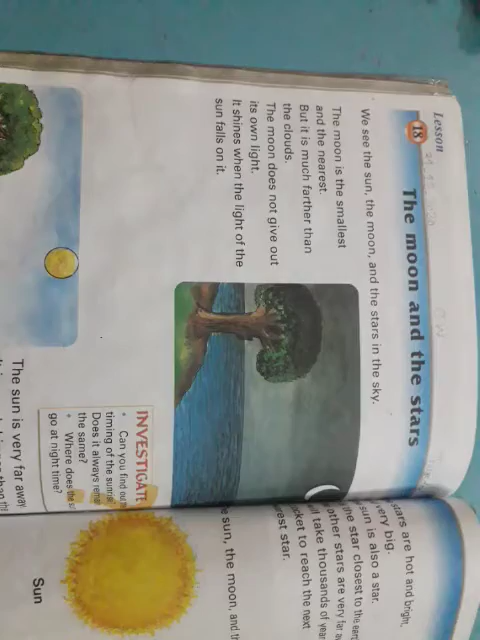 Lesson
18
The moon and the stars
We see the sun, the moon, and the stars in the sky.
The moon is the smallest
and the nearest.
But it is much farther than
the clouds.
The moon does not give out
its own light.
It shines when the light of the
sun falls on it.
INVESTIGATE
• Can you find out
timing of the
Does it always
the same?
• Where does the
go at night time?
The sun is very far away
stars are hot and bright,
very big.
sun is also a star.
the star closest to the
other stars are very far
take thousands of
to reach the next
star.
sun, the moon, and
Sun